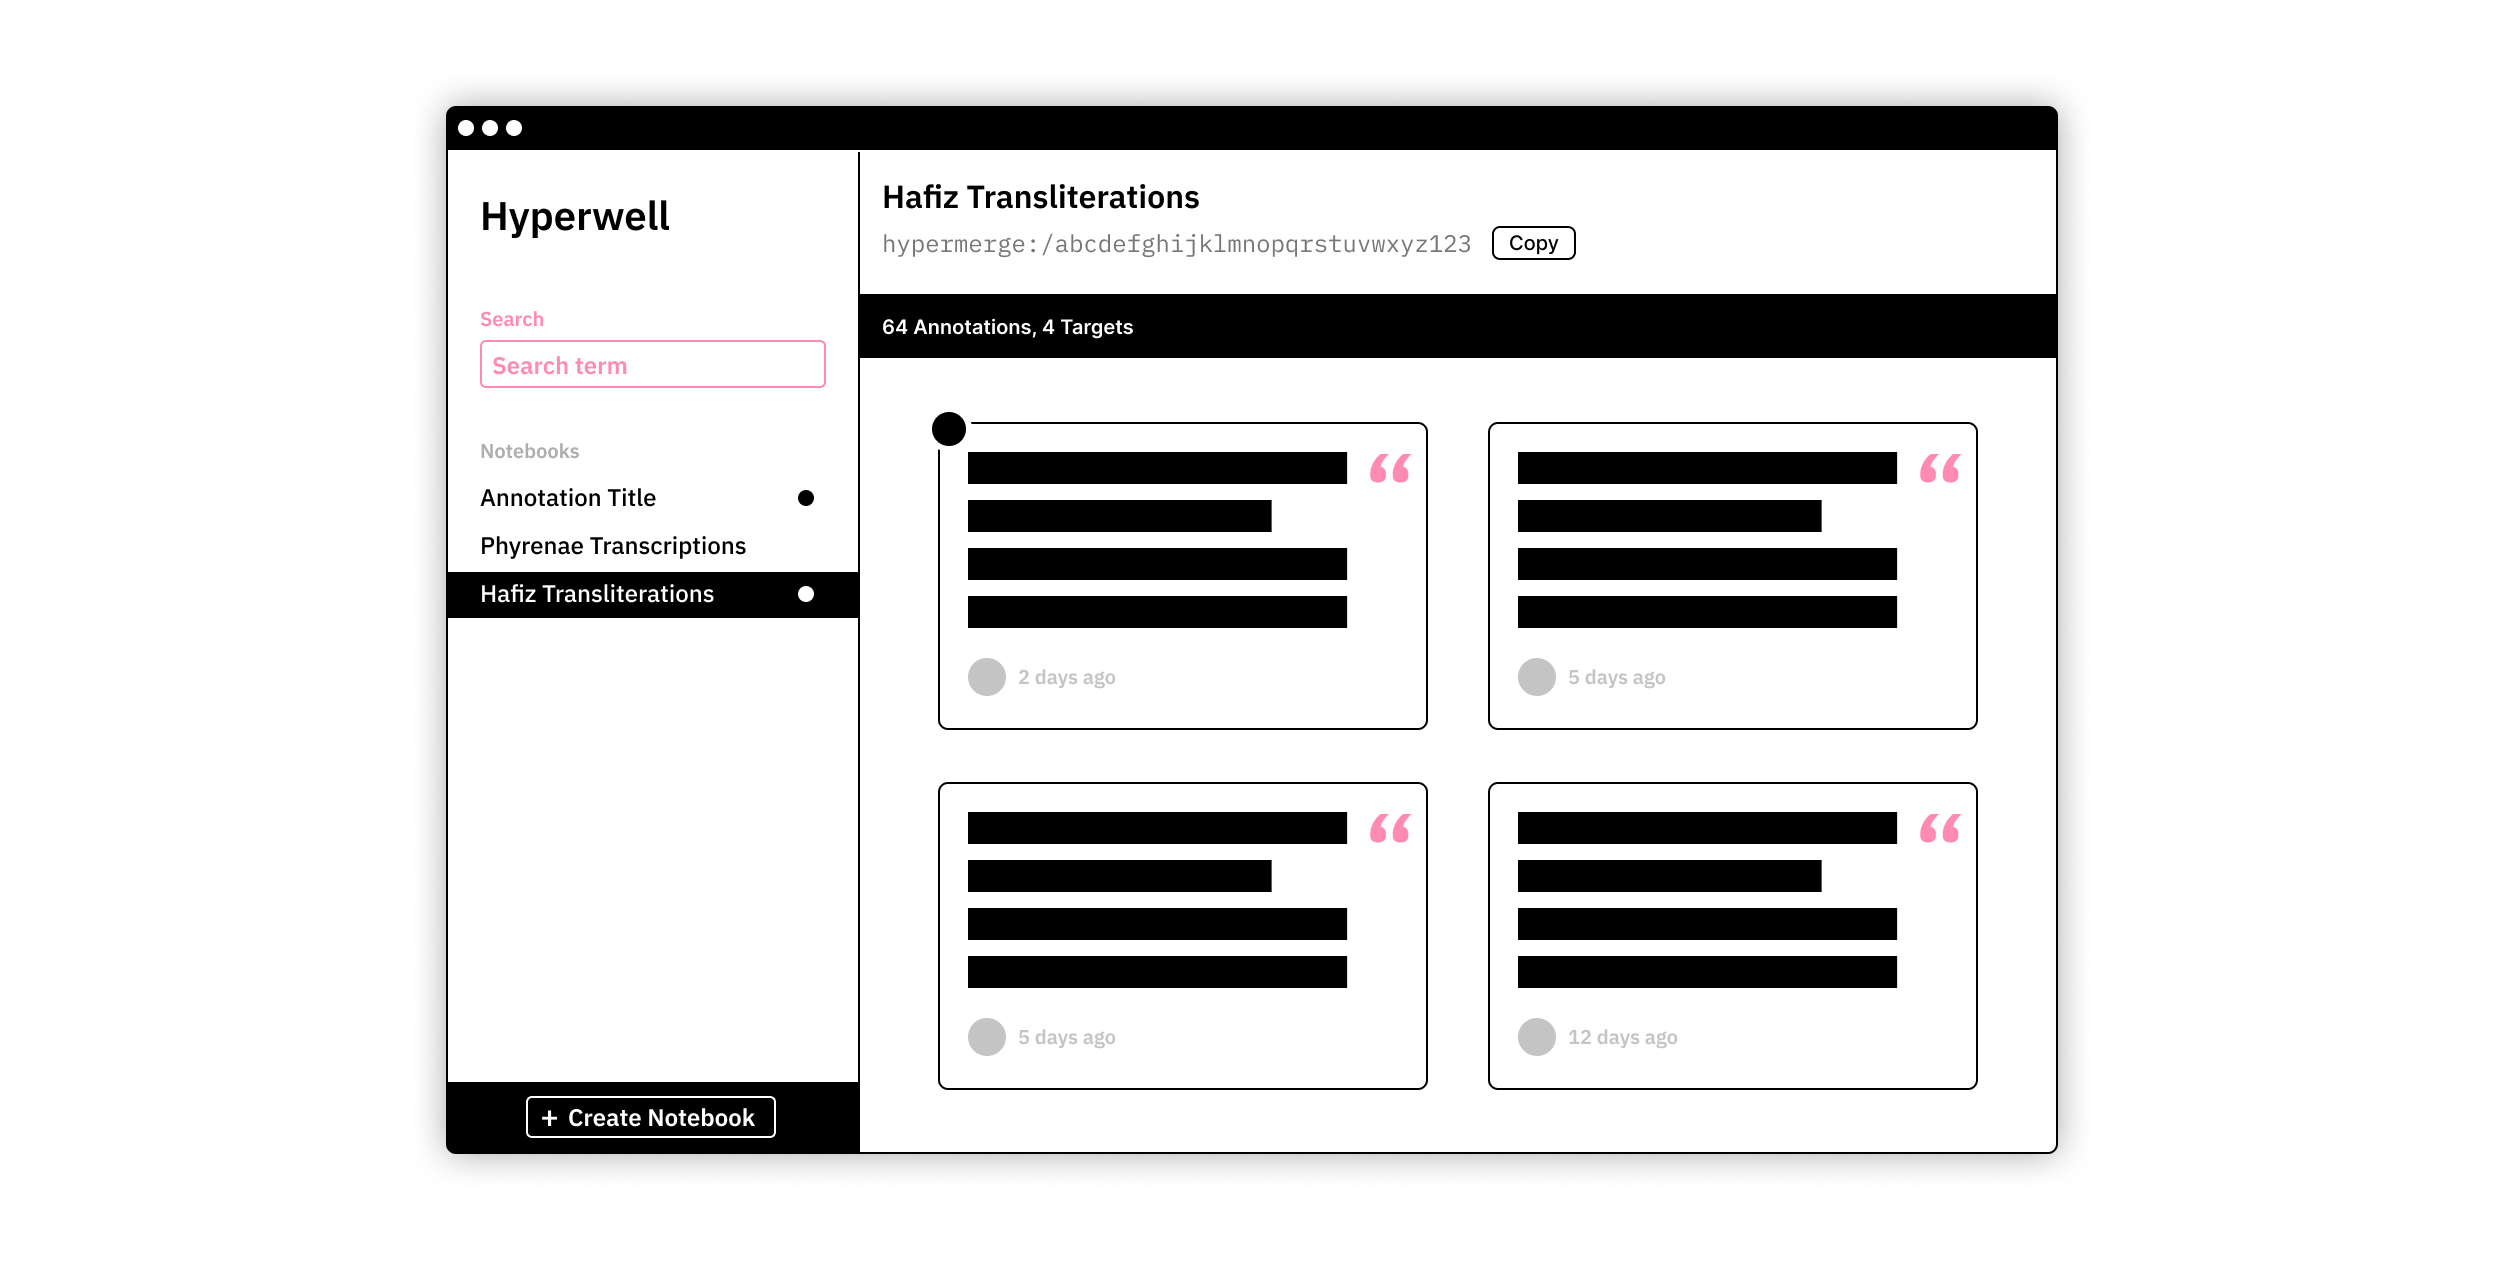 Hyperwell
Search
Search term
Notebooks
Annotation Title
Phyrenae Transcriptions
Hafiz Transliterations
+ Create Notebook
Hafiz Transliterations
hypermerge:/abcdefghijklmnopqrstuvwxyz123
Copy
64 Annotations, 4 Targets
“
2 days ago
“
5 days ago
“
5 days ago
“
12 days ago